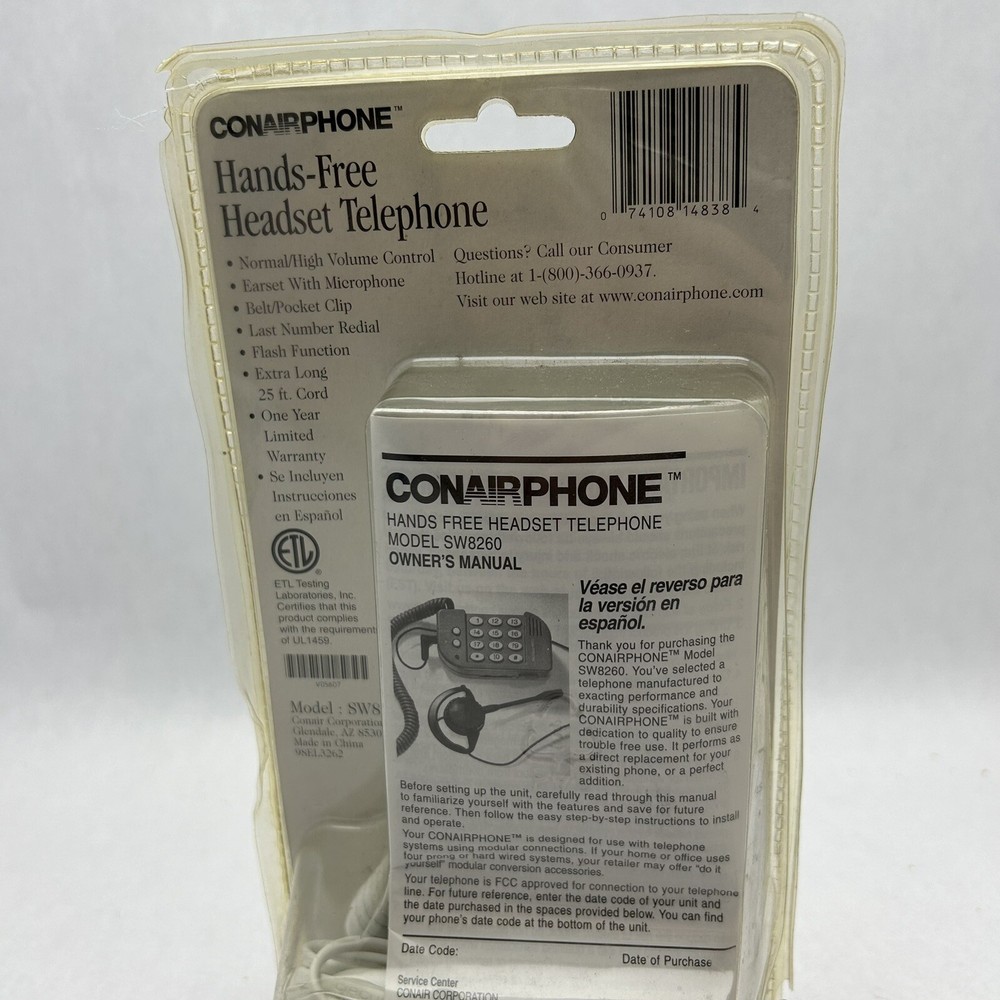 CONAIRPHONE™
Hands-Free
Headset Telephone
• Normal/High Volume Control
• Earset With Microphone
• Belt/Pocket Clip
• Last Number Redial
• Flash Function
• Extra Long
25 ft. Cord
• One Year
Limited
Warranty
• Se Incluyen
Instrucciones
en Español
0 74108 14838 4
Questions? Call our Consumer
Hotline at 1-(800)-366-0937.
Visit our web site at www.conairphone.com
ETL
ETL Testing
Laboratories, Inc.
Certifies that this
product complies
with the requirement
of UL1459.
Model : SW8
Conair Corporation
Glendale, AZ 8530
Made in China
98EL3262
CONAIRPHONE™
HANDS FREE HEADSET TELEPHONE
MODEL SW8260
OWNER'S MANUAL
Véase el reverso para
la versión en
español.
Thank you for purchasing the
CONAIRPHONE™ Model
SW8260. You've selected a
telephone manufactured to
exacting performance and
durability specifications. Your
CONAIRPHONE™ is built with
dedication to quality to ensure
trouble free use. It performs as
a direct replacement for your
existing phone, or a perfect
addition.
Before setting up the unit, carefully read through this manual
to familiarize yourself with the features and save for future
reference. Then follow the easy step-by-step instructions to install
and operate.
Your CONAIRPHONE™ is designed for use with telephone
systems using modular connections. If your home or office uses
four prong or hard wired systems, your retailer may offer "do it
yourself" modular conversion accessories.
Your telephone is FCC approved for connection to your telephone
line. For future reference, enter the date code of your unit and
the date purchased in the spaces provided below. You can find
your phone's date code at the bottom of the unit.
Date Code:
Date of Purchase
Service Center
CONAIR CORPORATION